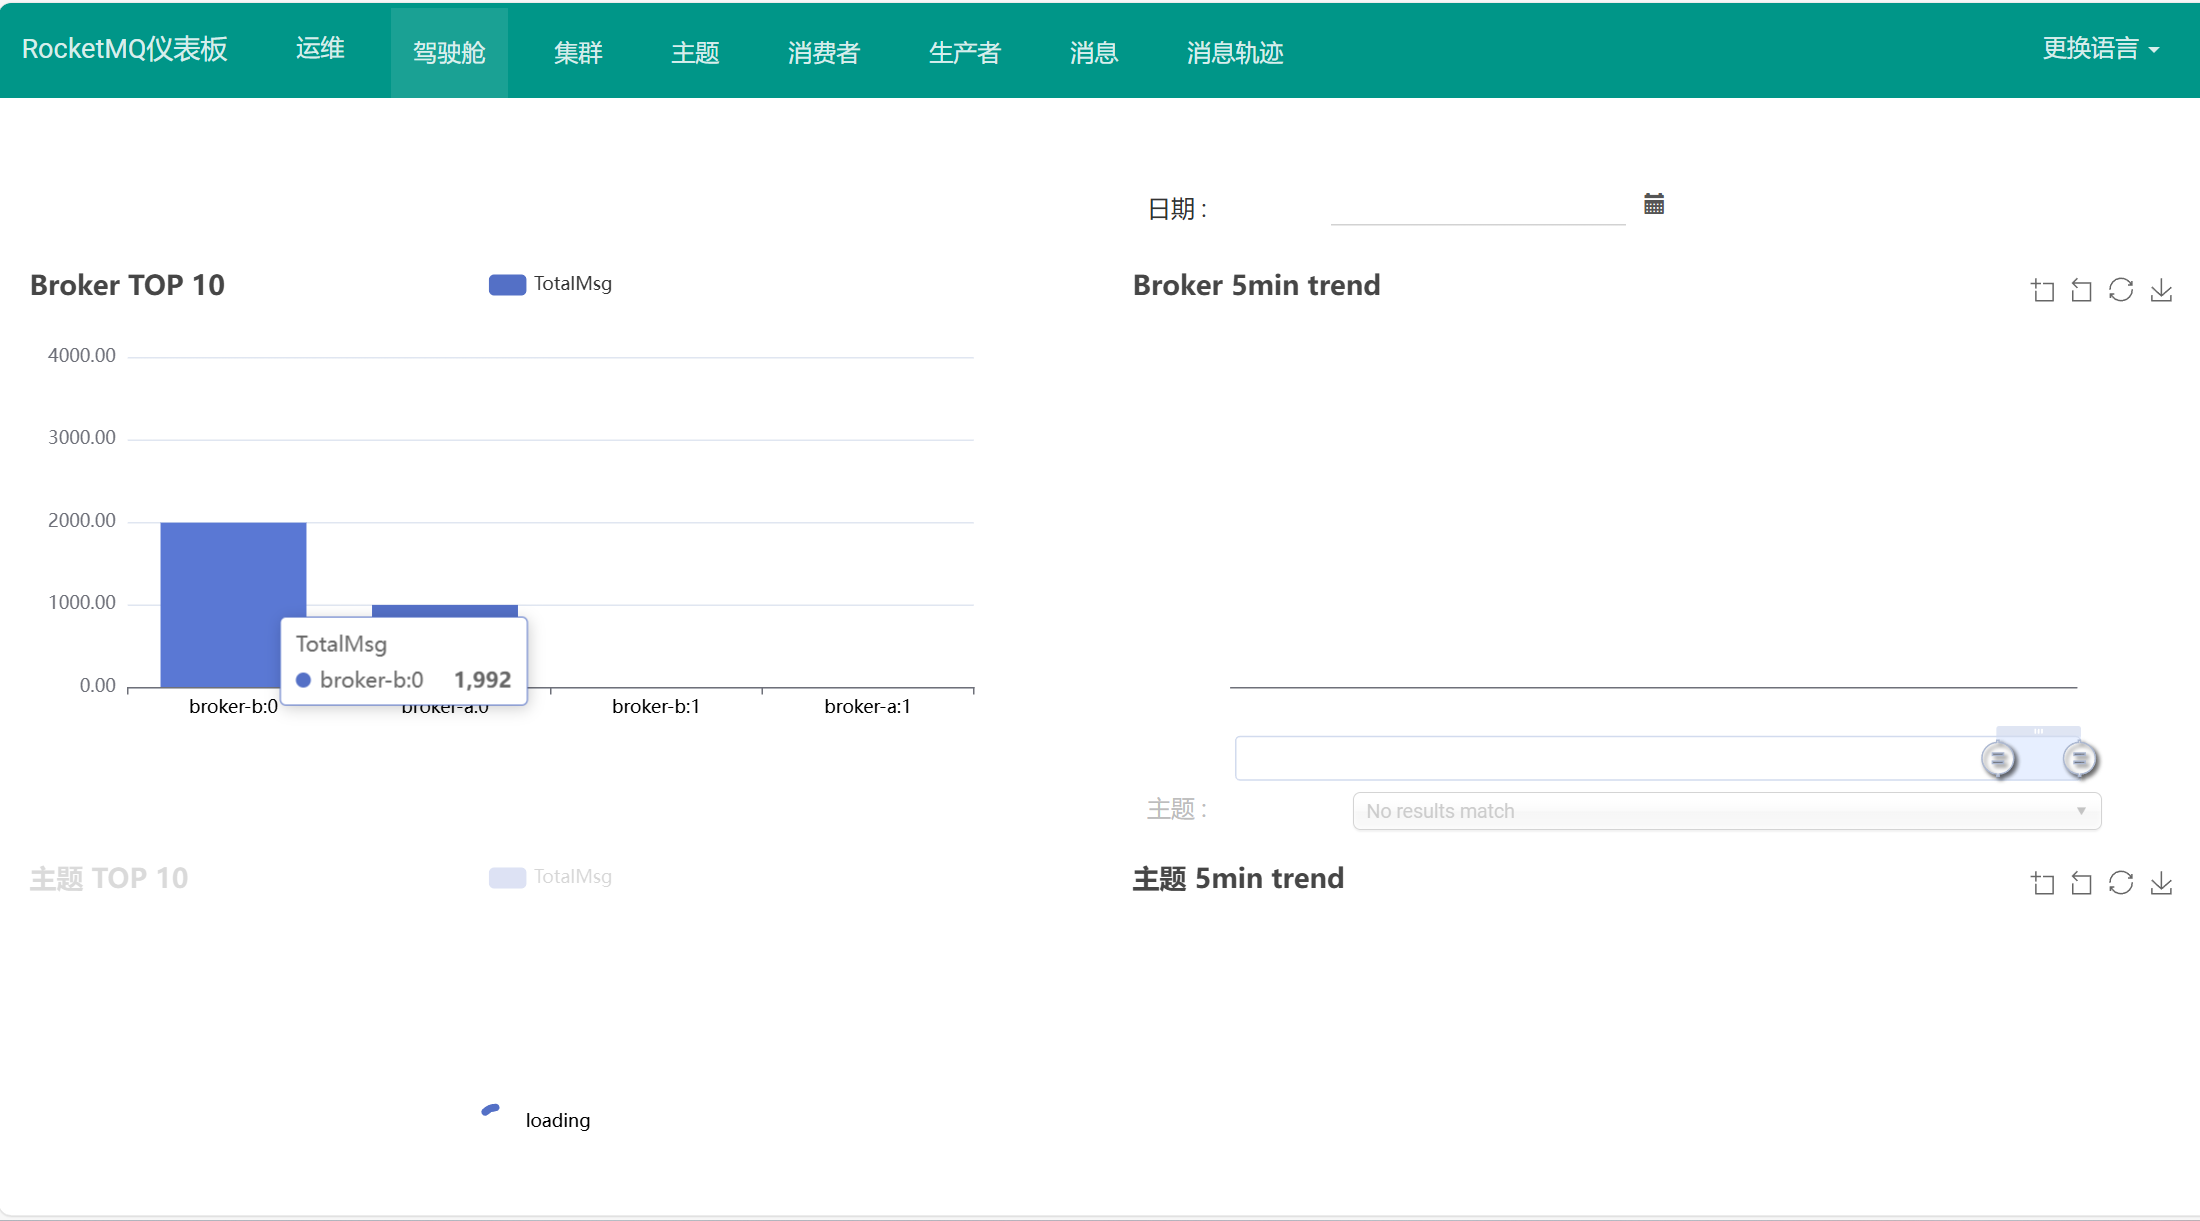 RocketMQ仪表板 运维 驾驶舱 集群 主题 消费者 生产者 消息 消息轨迹 更换语言
日期 :
Broker TOP 10
TotalMsg
4000.00
3000.00
2000.00
1000.00
0.00
TotalMsg
broker-b:0 1,992
broker-b:0 broker-a:0 broker-b:1 broker-a:1
Broker 5min trend
主题 :
No results match
主题 TOP 10
TotalMsg
loading
主题 5min trend